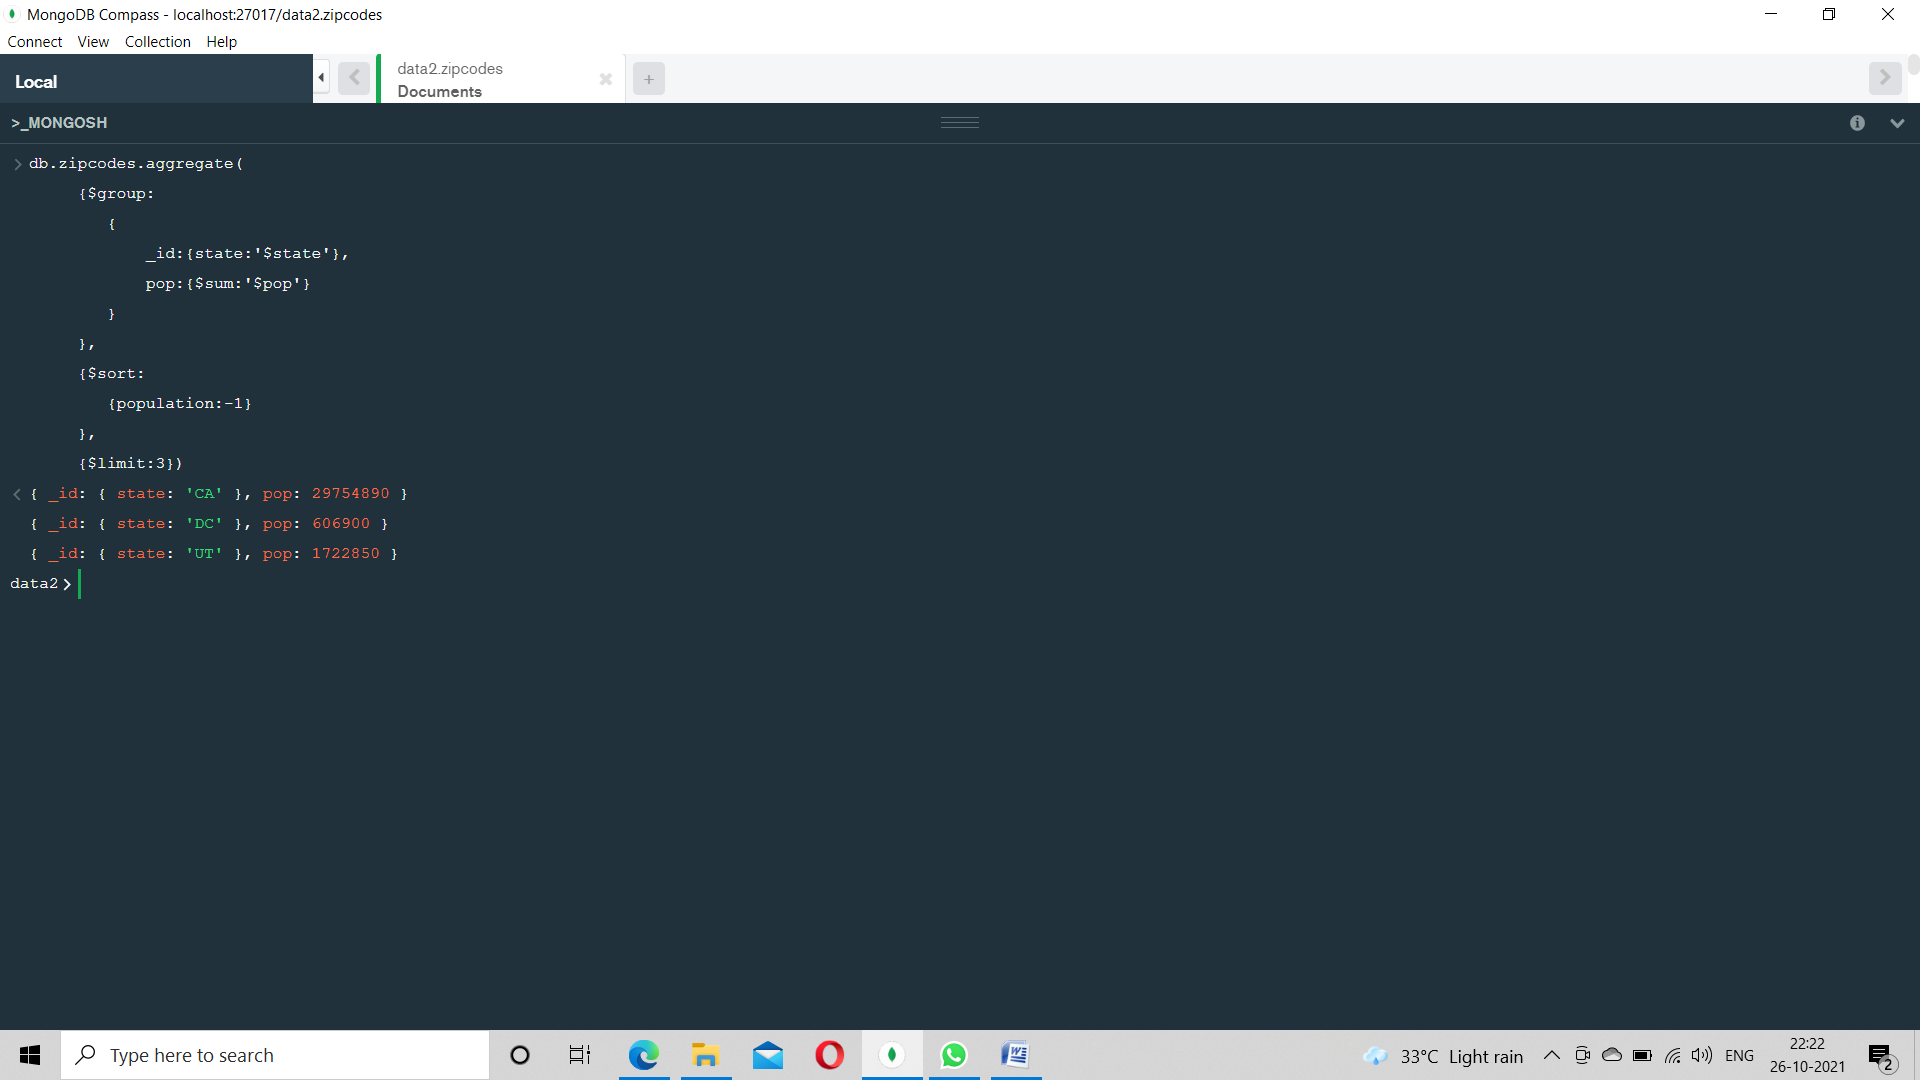 MongoDB Compass - localhost:27017/data2.zipcodes
Connect View Collection Help
Local
data2.zipcodes
Documents
>_MONGOSH
> db.zipcodes.aggregate(
{$group:
{
_id:{state:'$state'},
pop:{$sum:'$pop'}
}
},
{$sort:
{population:-1}
},
{$limit:3})
< { _id: { state: 'CA' }, pop: 29754890 }
{ _id: { state: 'DC' }, pop: 606900 }
{ _id: { state: 'UT' }, pop: 1722850 }
data2 >
Type here to search
33°C Light rain
ENG
22:22
26-10-2021
2